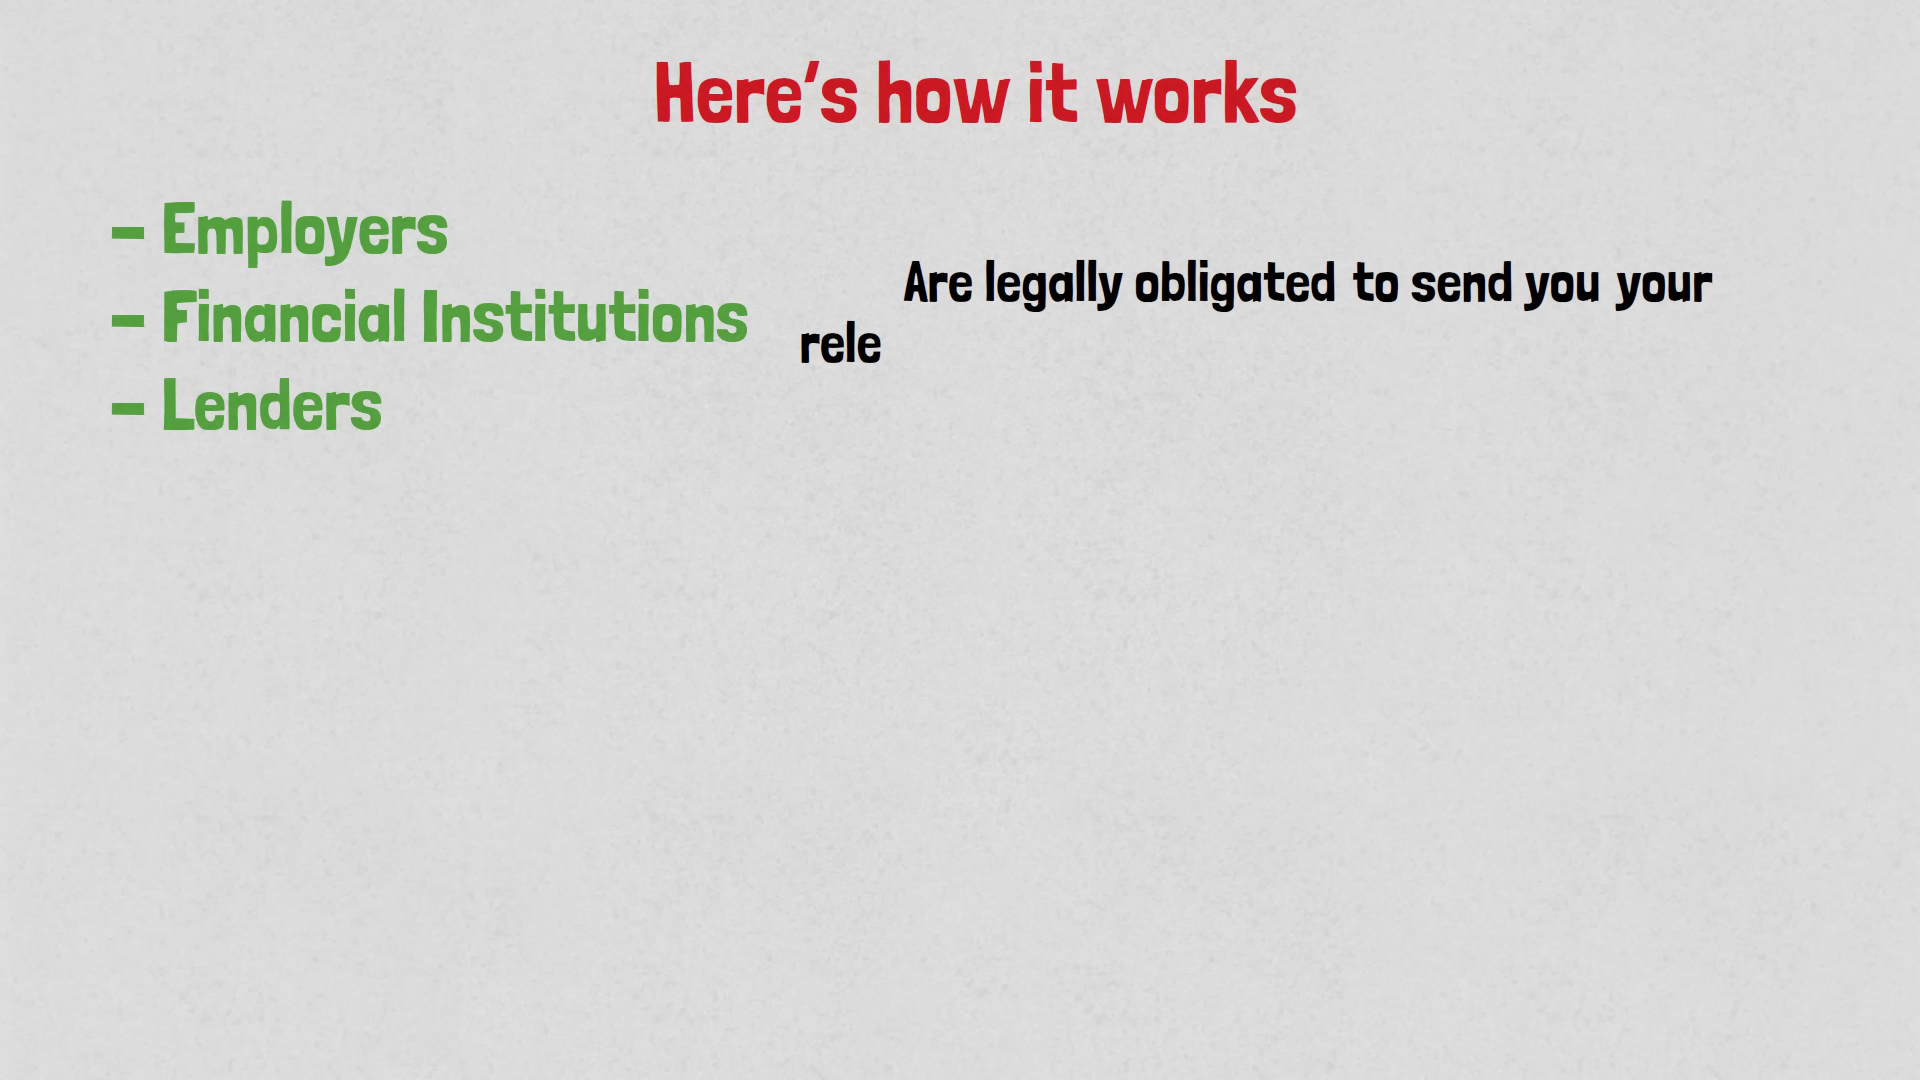 Here's how it works
- Employers
- Financial Institutions
- Lenders
Are legally obligated to send you your
rele